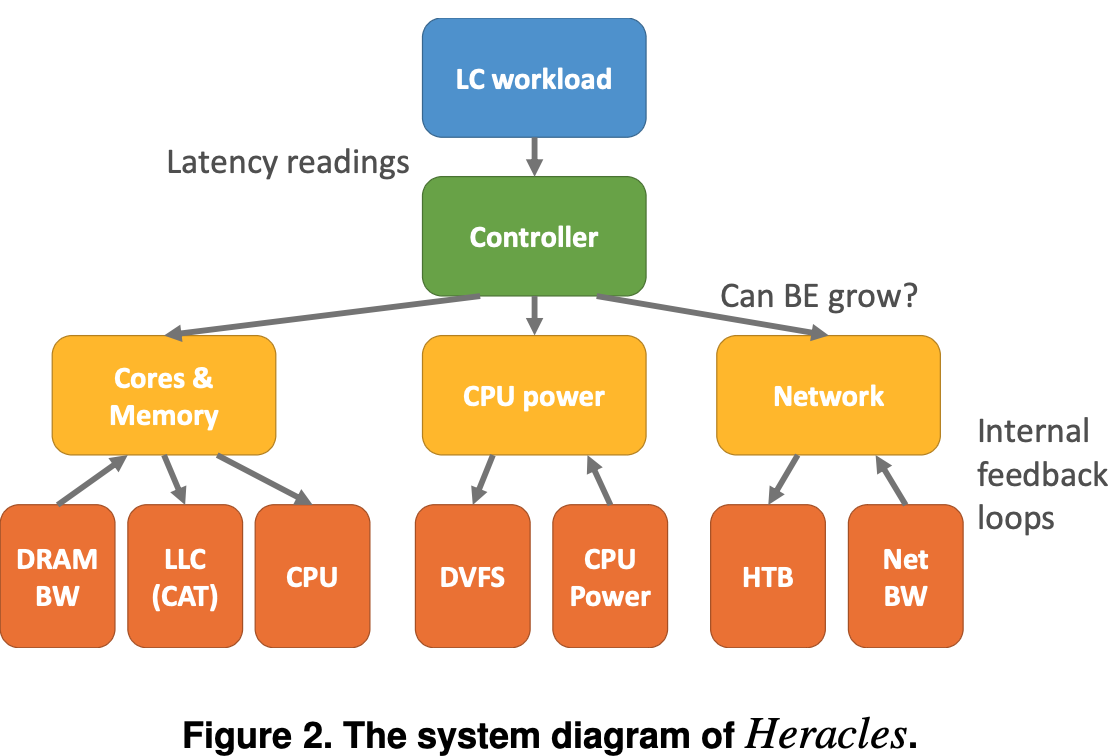 LC workload
Latency readings
Controller
Can BE grow?
Cores &
Memory
CPU power
Network
Internal
feedback
loops
DRAM
BW
LLC
(CAT)
CPU
DVFS
CPU
Power
HTB
Net
BW
Figure 2. The system diagram of Heracles.